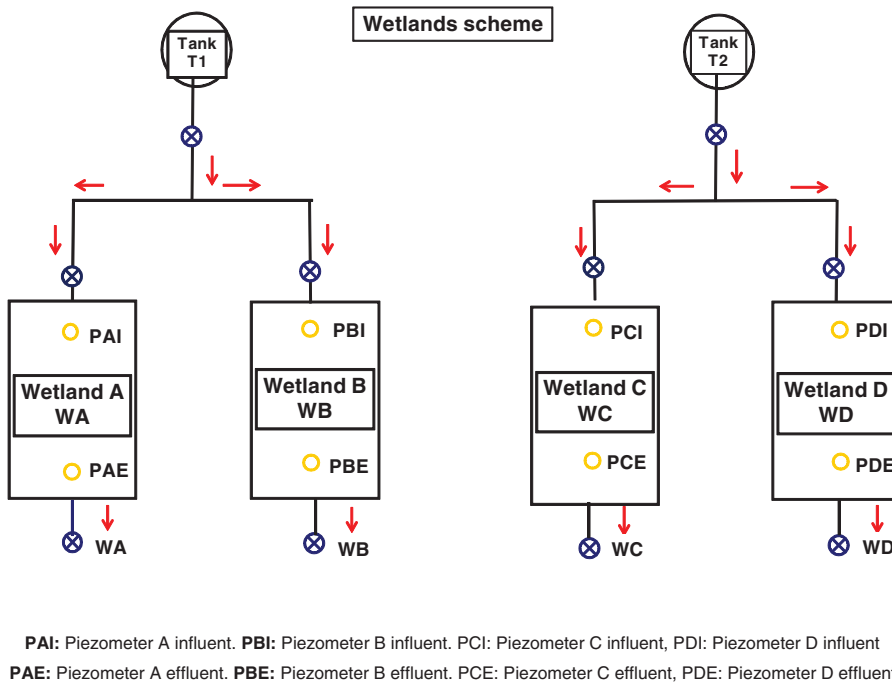 Wetlands scheme
Tank
T1
Tank
T2
PAI
PBI
PCI
PDI
Wetland A
WA
Wetland B
WB
Wetland C
WC
Wetland D
WD
PAE
PBE
PCE
PDE
WA
WB
WC
WD
PAI: Piezometer A influent. PBI: Piezometer B influent. PCI: Piezometer C influent, PDI: Piezometer D influent
PAE: Piezometer A effluent. PBE: Piezometer B effluent. PCE: Piezometer C effluent, PDE: Piezometer D effluent